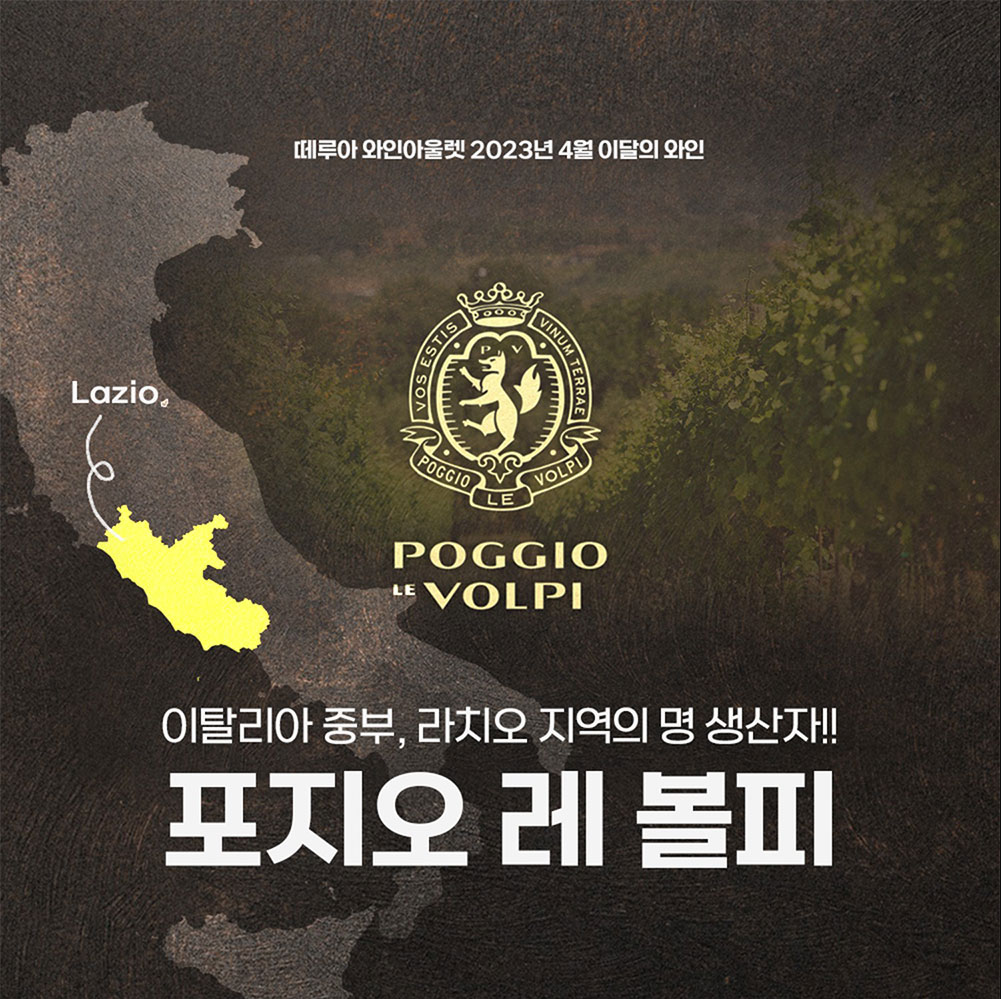 떼루아 와인아울렛 2023년 4월 이달의 와인
VOS ESTIS VINUM TERRAE
P V
POGGIO LE VOLPI
Lazio
POGGIO
LE VOLPI
이탈리아 중부, 라치오 지역의 명 생산자!!
포지오 레 볼피